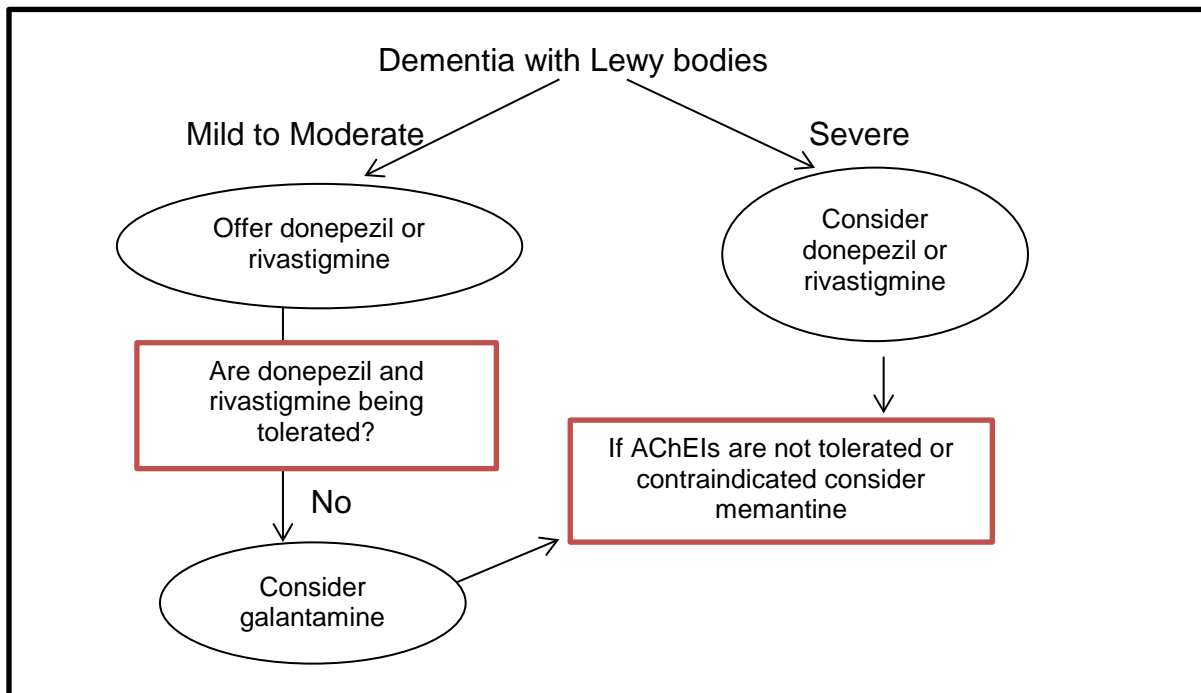 Dementia with Lewy bodies
Mild to Moderate
Severe
Offer donepezil or
rivastigmine
Consider
donepezil or
rivastigmine
Are donepezil and
rivastigmine being
tolerated?
If AChEIs are not tolerated or
contraindicated consider
memantine
No
Consider
galantamine